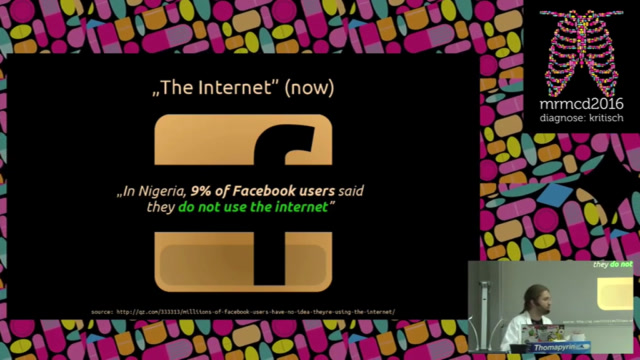 „The Internet” (now)
f
„In Nigeria, 9% of Facebook users said
they do not use the internet”
source: http://qz.com/333313/milliions-of-facebook-users-have-no-idea-theyre-using-the-internet/
mrmcd2016
diagnose: kritisch
they do not
Thomapyrin